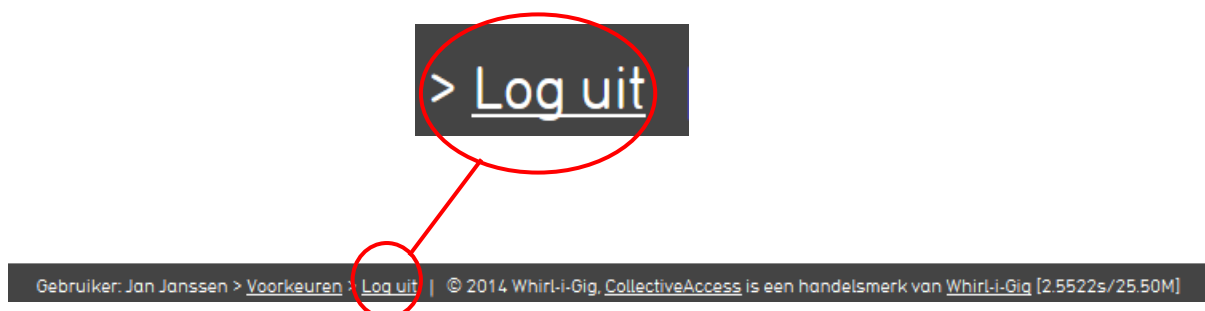 > Log uit
Gebruiker: Jan Janssen > Voorkeuren > Log uit | © 2014 Whirl-i-Gig, CollectiveAccess is een handelsmerk van Whirl-i-Gig [2.5522s/25.50M]